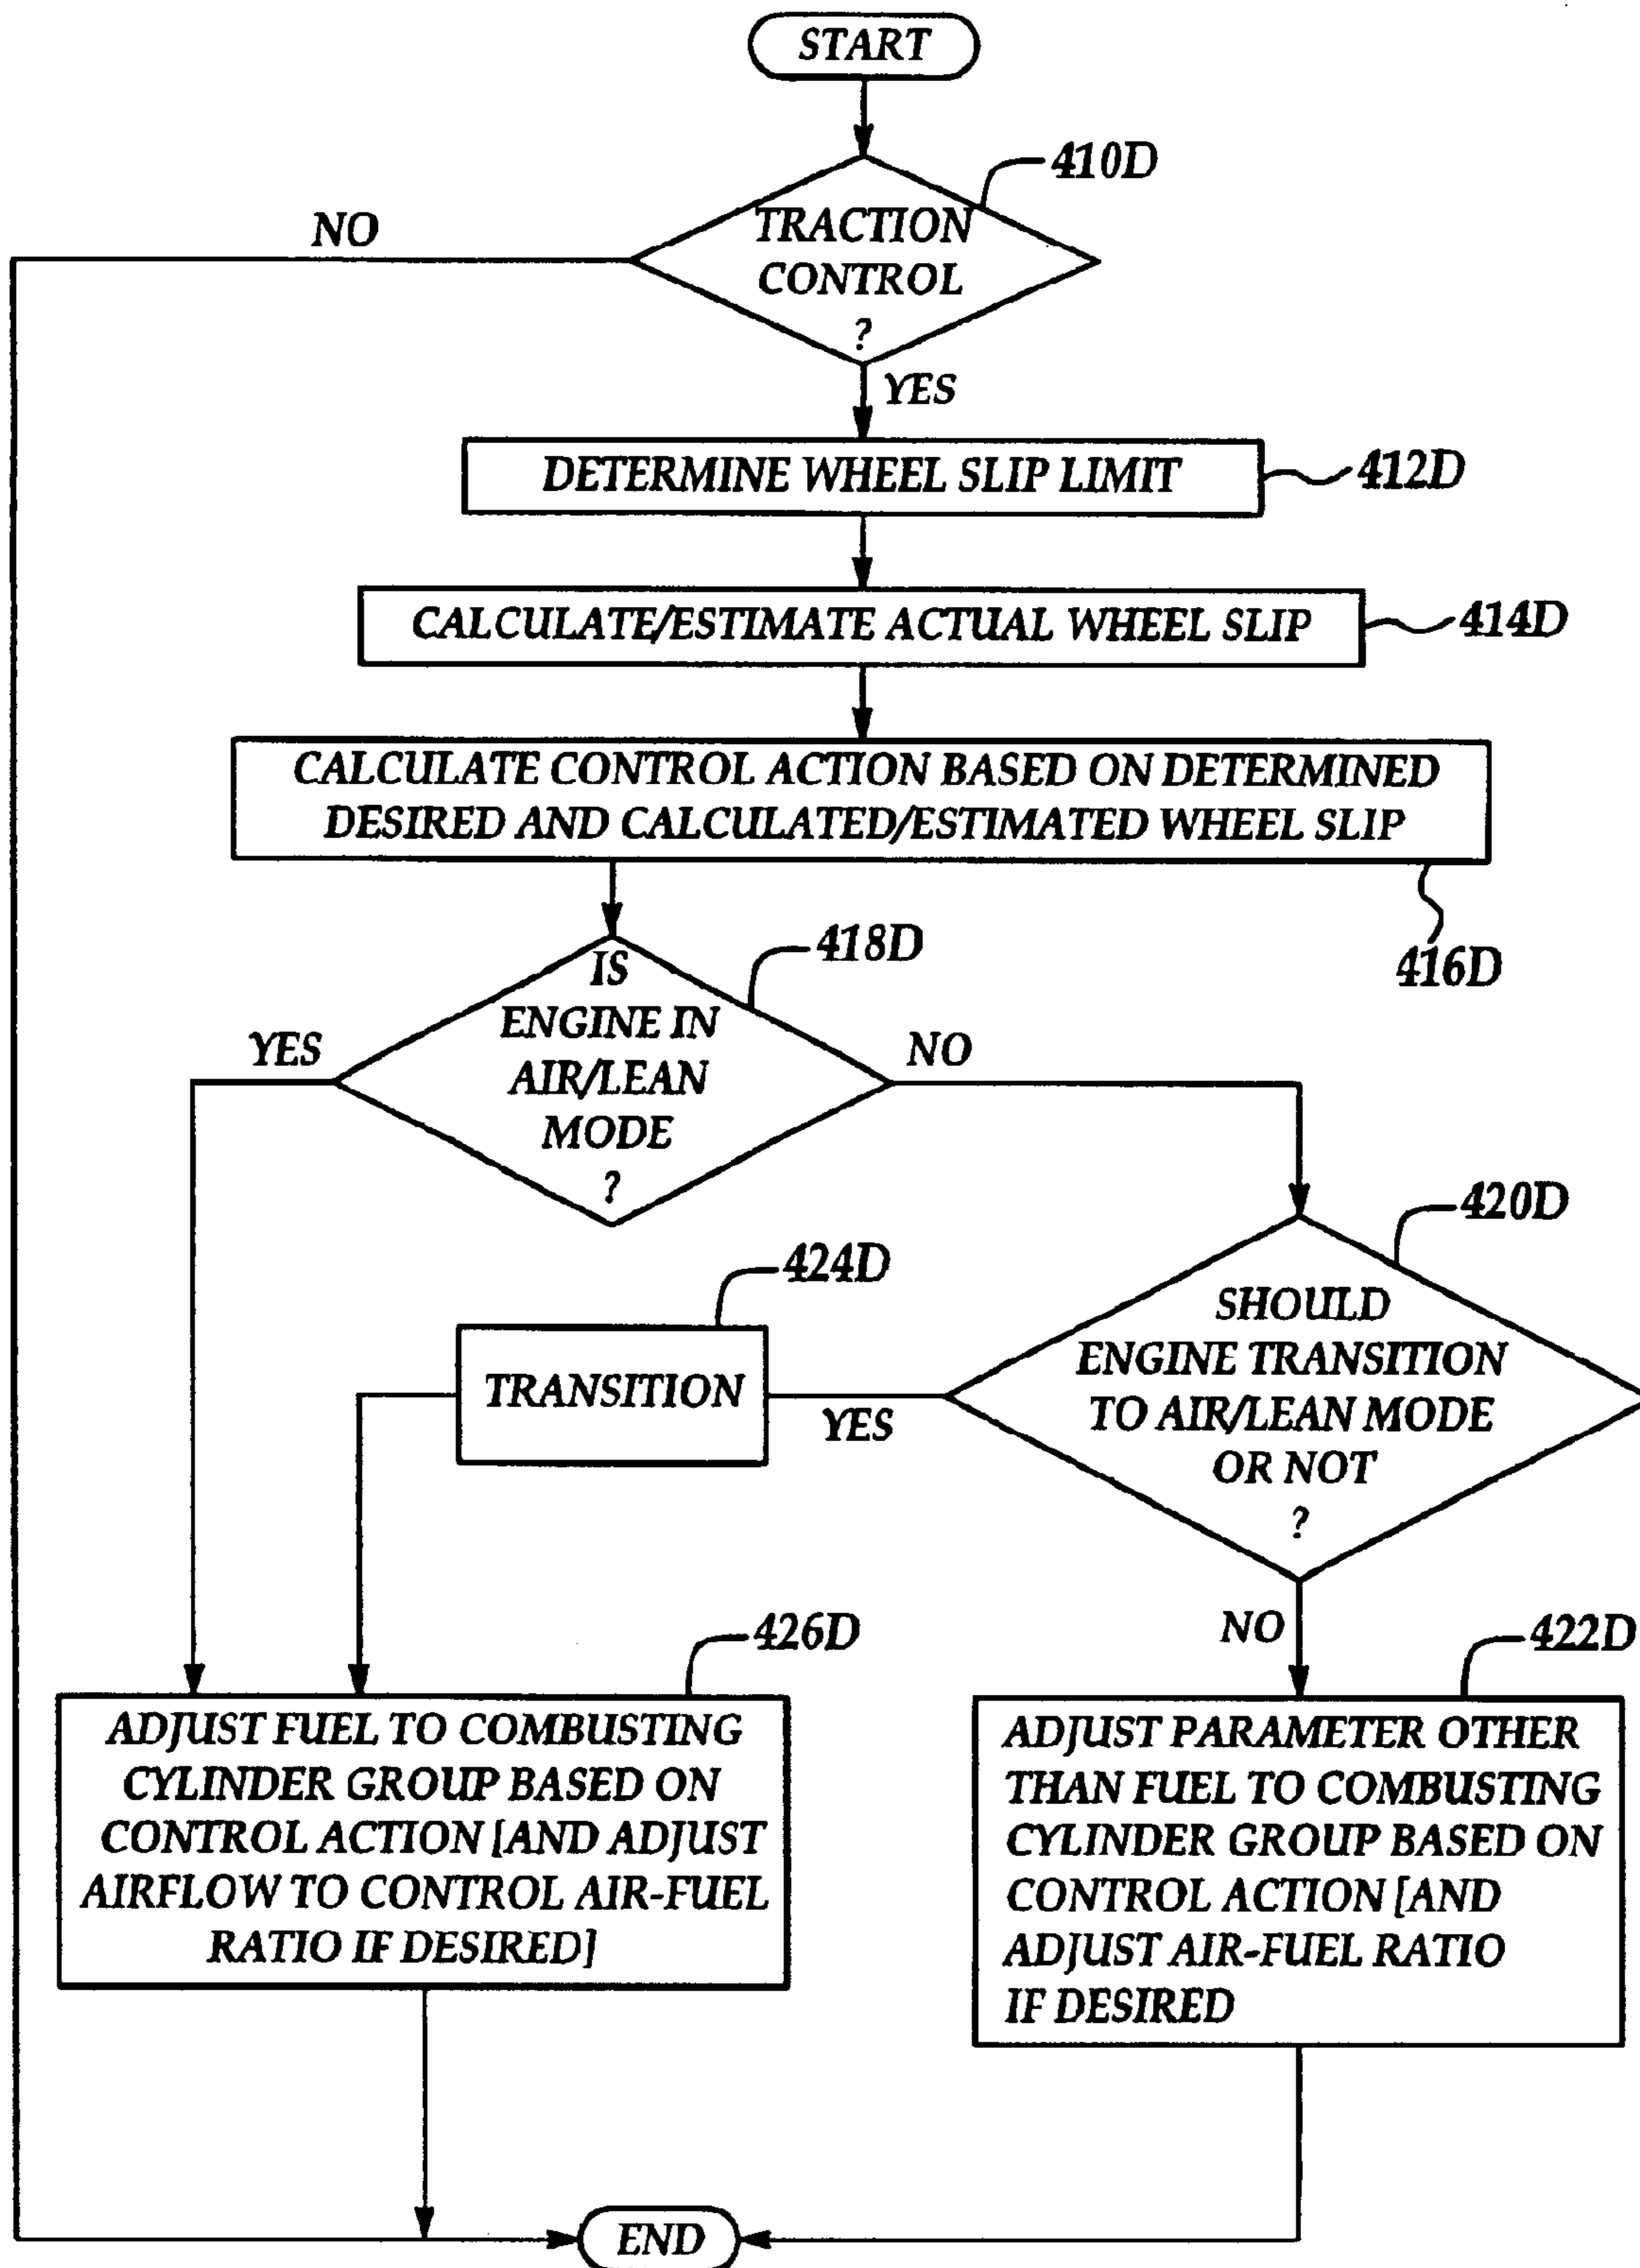 START
410D
NO
TRACTION
CONTROL
?
YES
DETERMINE WHEEL SLIP LIMIT
412D
CALCULATE/ESTIMATE ACTUAL WHEEL SLIP
414D
CALCULATE CONTROL ACTION BASED ON DETERMINED
DESIRED AND CALCULATED/ESTIMATED WHEEL SLIP
416D
418D
IS
ENGINE IN
AIR/LEAN
MODE
?
YES
NO
420D
424D
SHOULD
ENGINE TRANSITION
TO AIR/LEAN MODE
OR NOT
?
TRANSITION
YES
NO
426D
422D
ADJUST FUEL TO COMBUSTING
CYLINDER GROUP BASED ON
CONTROL ACTION [AND ADJUST
AIRFLOW TO CONTROL AIR-FUEL
RATIO IF DESIRED]
ADJUST PARAMETER OTHER
THAN FUEL TO COMBUSTING
CYLINDER GROUP BASED ON
CONTROL ACTION [AND
ADJUST AIR-FUEL RATIO
IF DESIRED
END